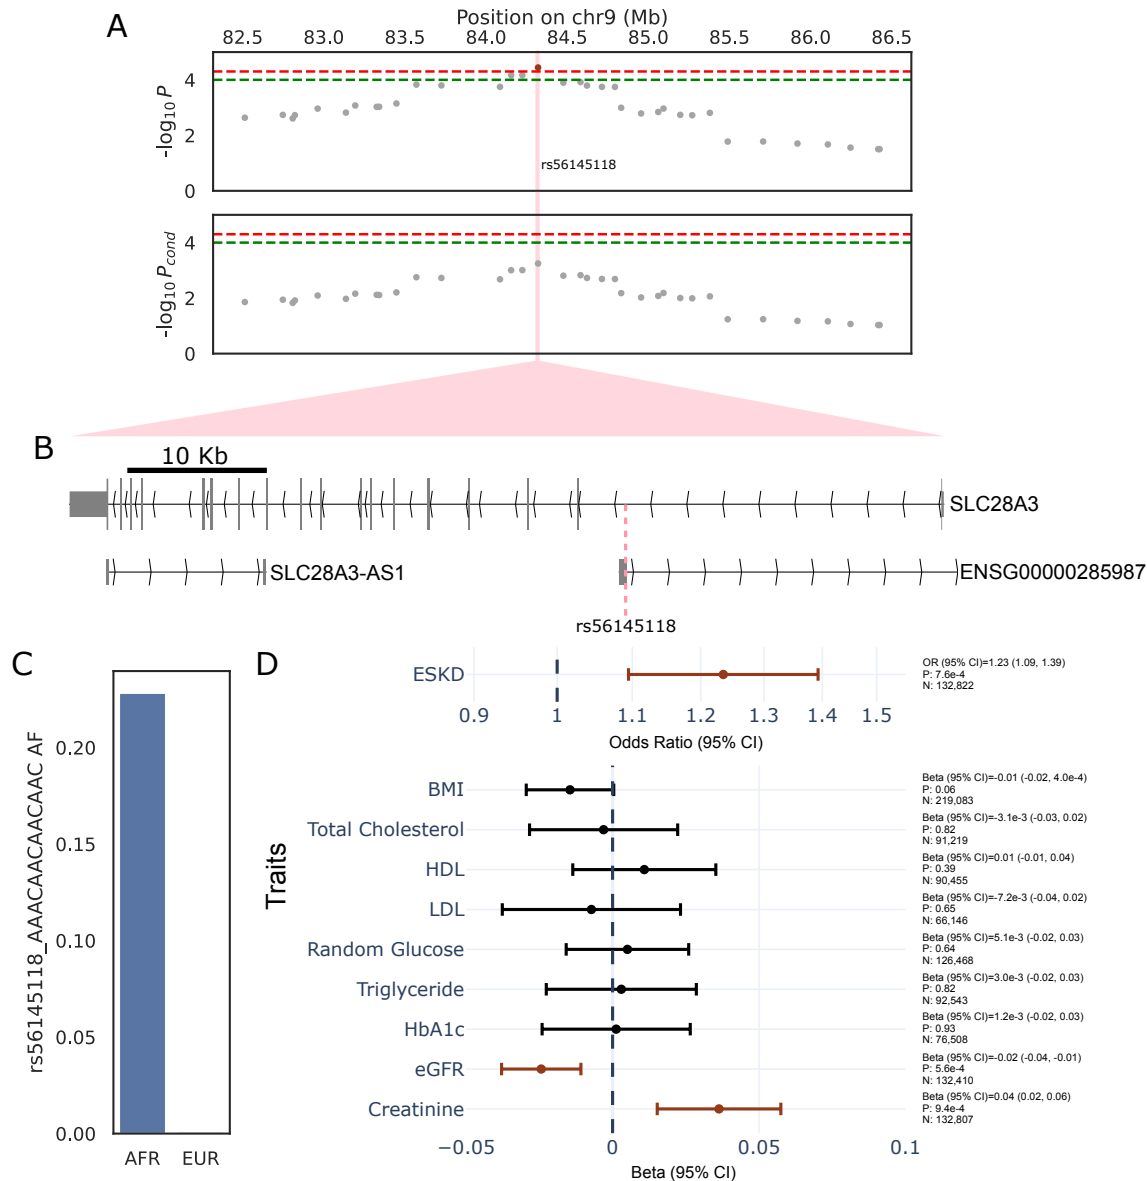 A
Position on chr9 (Mb)
82.5 83.0 83.5 84.0 84.5 85.0 85.5 86.0 86.5
-log10 P
4
2
0
rs56145118
-log10 Pcond
4
2
0
B
10 Kb
SLC28A3
SLC28A3-AS1
ENSG00000285987
rs56145118
C
rs56145118_AAACAACAACAACAAC AF
0.20
0.15
0.10
0.05
0.00
AFR EUR
D
Traits
ESKD
OR (95% CI)=1.23 (1.09, 1.39)
P: 7.6e-4
N: 132,822
0.9 1 1.1 1.2 1.3 1.4 1.5
Odds Ratio (95% CI)
BMI
Beta (95% CI)=-0.01 (-0.02, 4.0e-4)
P: 0.06
N: 219,083
Total Cholesterol
Beta (95% CI)=-3.1e-3 (-0.03, 0.02)
P: 0.82
N: 91,219
HDL
Beta (95% CI)=0.01 (-0.01, 0.04)
P: 0.39
N: 90,455
LDL
Beta (95% CI)=-7.2e-3 (-0.04, 0.02)
P: 0.65
N: 66,146
Random Glucose
Beta (95% CI)=5.1e-3 (-0.02, 0.03)
P: 0.64
N: 126,468
Triglyceride
Beta (95% CI)=3.0e-3 (-0.02, 0.03)
P: 0.82
N: 92,543
HbA1c
Beta (95% CI)=1.2e-3 (-0.02, 0.03)
P: 0.93
N: 76,508
eGFR
Beta (95% CI)=-0.02 (-0.04, -0.01)
P: 5.6e-4
N: 132,410
Creatinine
Beta (95% CI)=0.04 (0.02, 0.06)
P: 9.4e-4
N: 132,807
−0.05 0 0.05 0.1
Beta (95% CI)